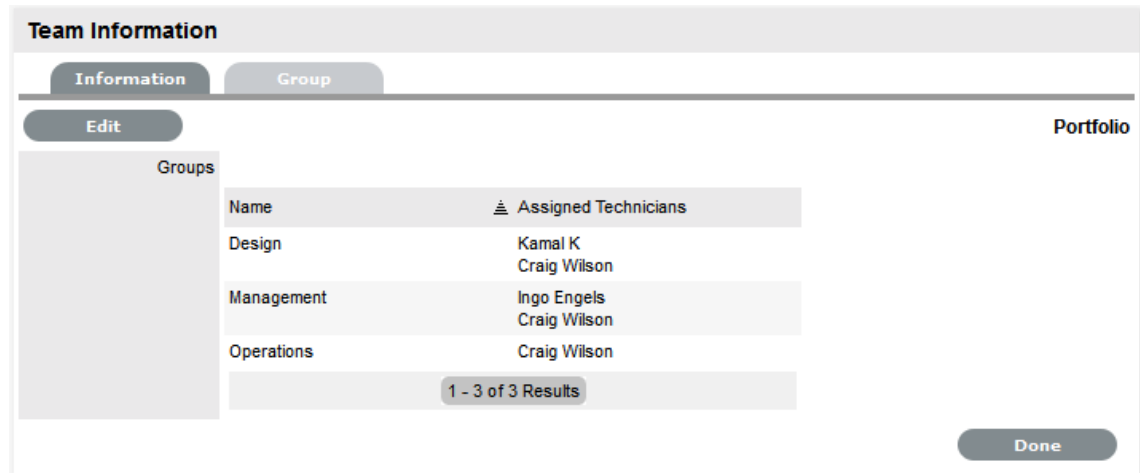 Team Information
Information Group
Edit Portfolio
Groups
Name Assigned Technicians
Design Kamal K
Craig Wilson
Management Ingo Engels
Craig Wilson
Operations Craig Wilson
1 - 3 of 3 Results
Done